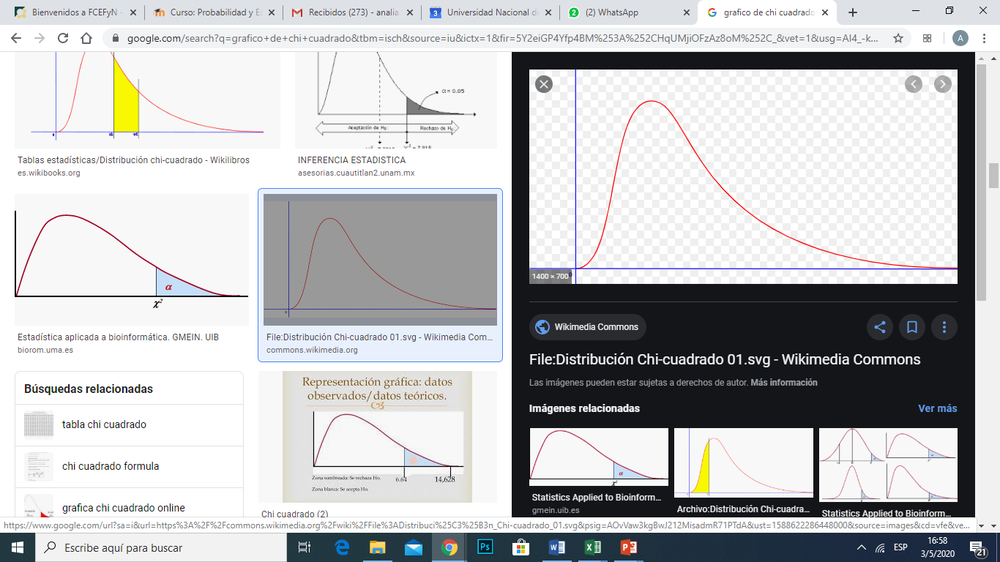 Bienvenidos a FCEFyN -
Curso: Probabilidad y Es
Recibidos (273) - analia
Universidad Nacional d
(2) WhatsApp
grafico de chi cuadrado
google.com/search?q=grafico+de+chi+cuadrado&tbm=isch&source=iu&ictx=1&fir=5Y2eiGP4Yfp4BM%253A%252CHqUMjiOFzAz8oM%252C_&vet=1&usg=AI4_-k...
A
α = 0.05
Aceptación de H0
Rechazo de H0
Tablas estadísticas/Distribución chi-cuadrado - Wikilibros
es.wikibooks.org
INFERENCIA ESTADISTICA
asesorias.cuautitlan2.unam.mx
α
χ²
Estadística aplicada a bioinformática. GMEIN. UIB
biorom.uma.es
File:Distribución Chi-cuadrado 01.svg - Wikimedia Com...
commons.wikimedia.org
Búsquedas relacionadas
tabla chi cuadrado
chi cuadrado formula
grafica chi cuadrado online
Representación gráfica: datos
observados/datos teóricos.
Zona sombreada: Se rechaza Ho.
6.64
14,628
Zona blanca: Se acepta Ho.
Chi cuadrado (2)
1400 × 700
Wikimedia Commons
File:Distribución Chi-cuadrado 01.svg - Wikimedia Commons
Las imágenes pueden estar sujetas a derechos de autor. Más información
Imágenes relacionadas
Ver más
α
χ²
Statistics Applied to Bioinform...
gmein.uib.es
Archivo:Distribución Chi-cuadra...
Statistics Applied to Bioinform...
https://www.google.com/url?sa=i&url=https%3A%2F%2Fcommons.wikimedia.org%2Fwiki%2FFile%3ADistribuci%25C3%25B3n_Chi-cuadrado_01.svg&psig=AOvVaw3kgBwJ212MisadmR71PTdA&ust=1588622286448000&source=images&cd=vfe&ve...
Escribe aquí para buscar
Ps
ESP
16:58
3/5/2020
21